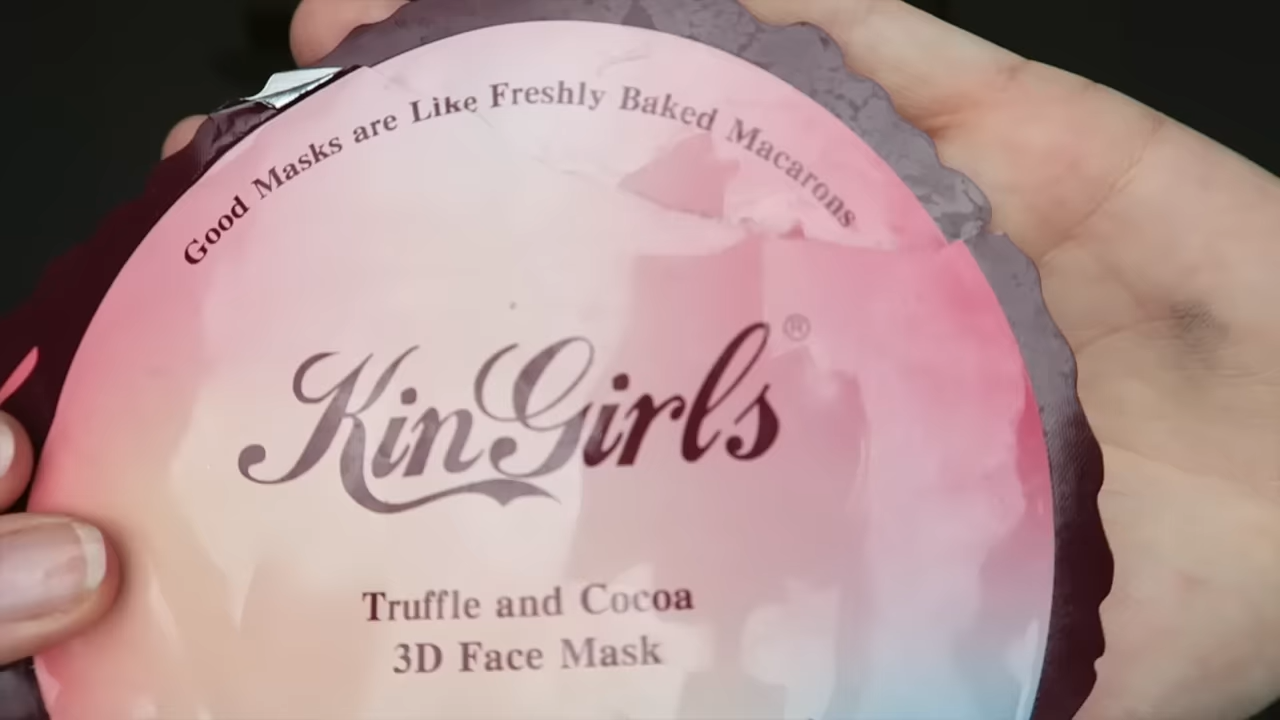 Good Masks are Like Freshly Baked Macarons
KinGirls®
Truffle and Cocoa
3D Face Mask